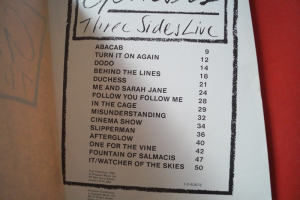 Three Sides Live
ABACAB 9
TURN IT ON AGAIN 12
DODO 14
BEHIND THE LINES 18
DUCHESS 21
ME AND SARAH JANE 24
FOLLOW YOU FOLLOW ME 28
IN THE CAGE 29
MISUNDERSTANDING 32
CINEMA SHOW 34
SLIPPERMAN 36
AFTERGLOW 40
ONE FOR THE VINE 42
FOUNTAIN OF SALMACIS 47
IT/WATCHER OF THE SKIES 50